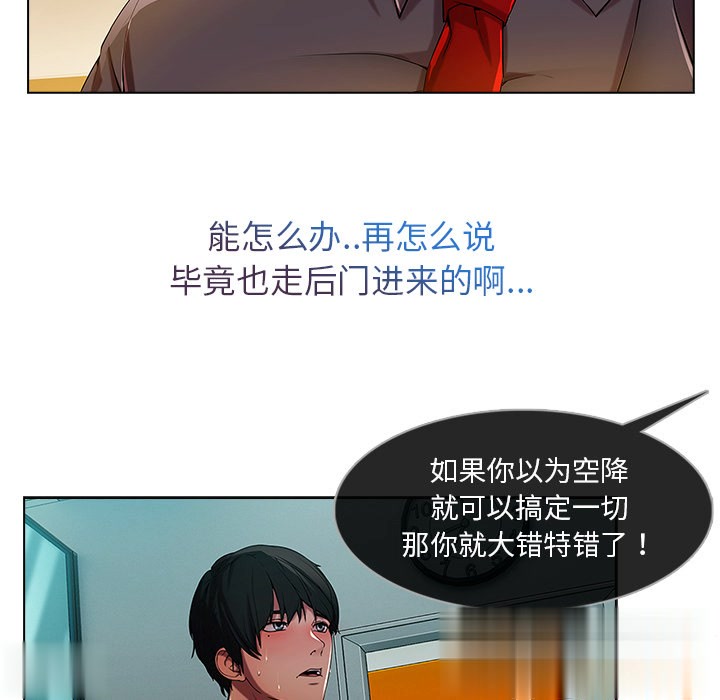 能怎么办..再怎么说
毕竟也走后门进来的啊...
如果你以为空降
就可以搞定一切
那你就大错特错了！